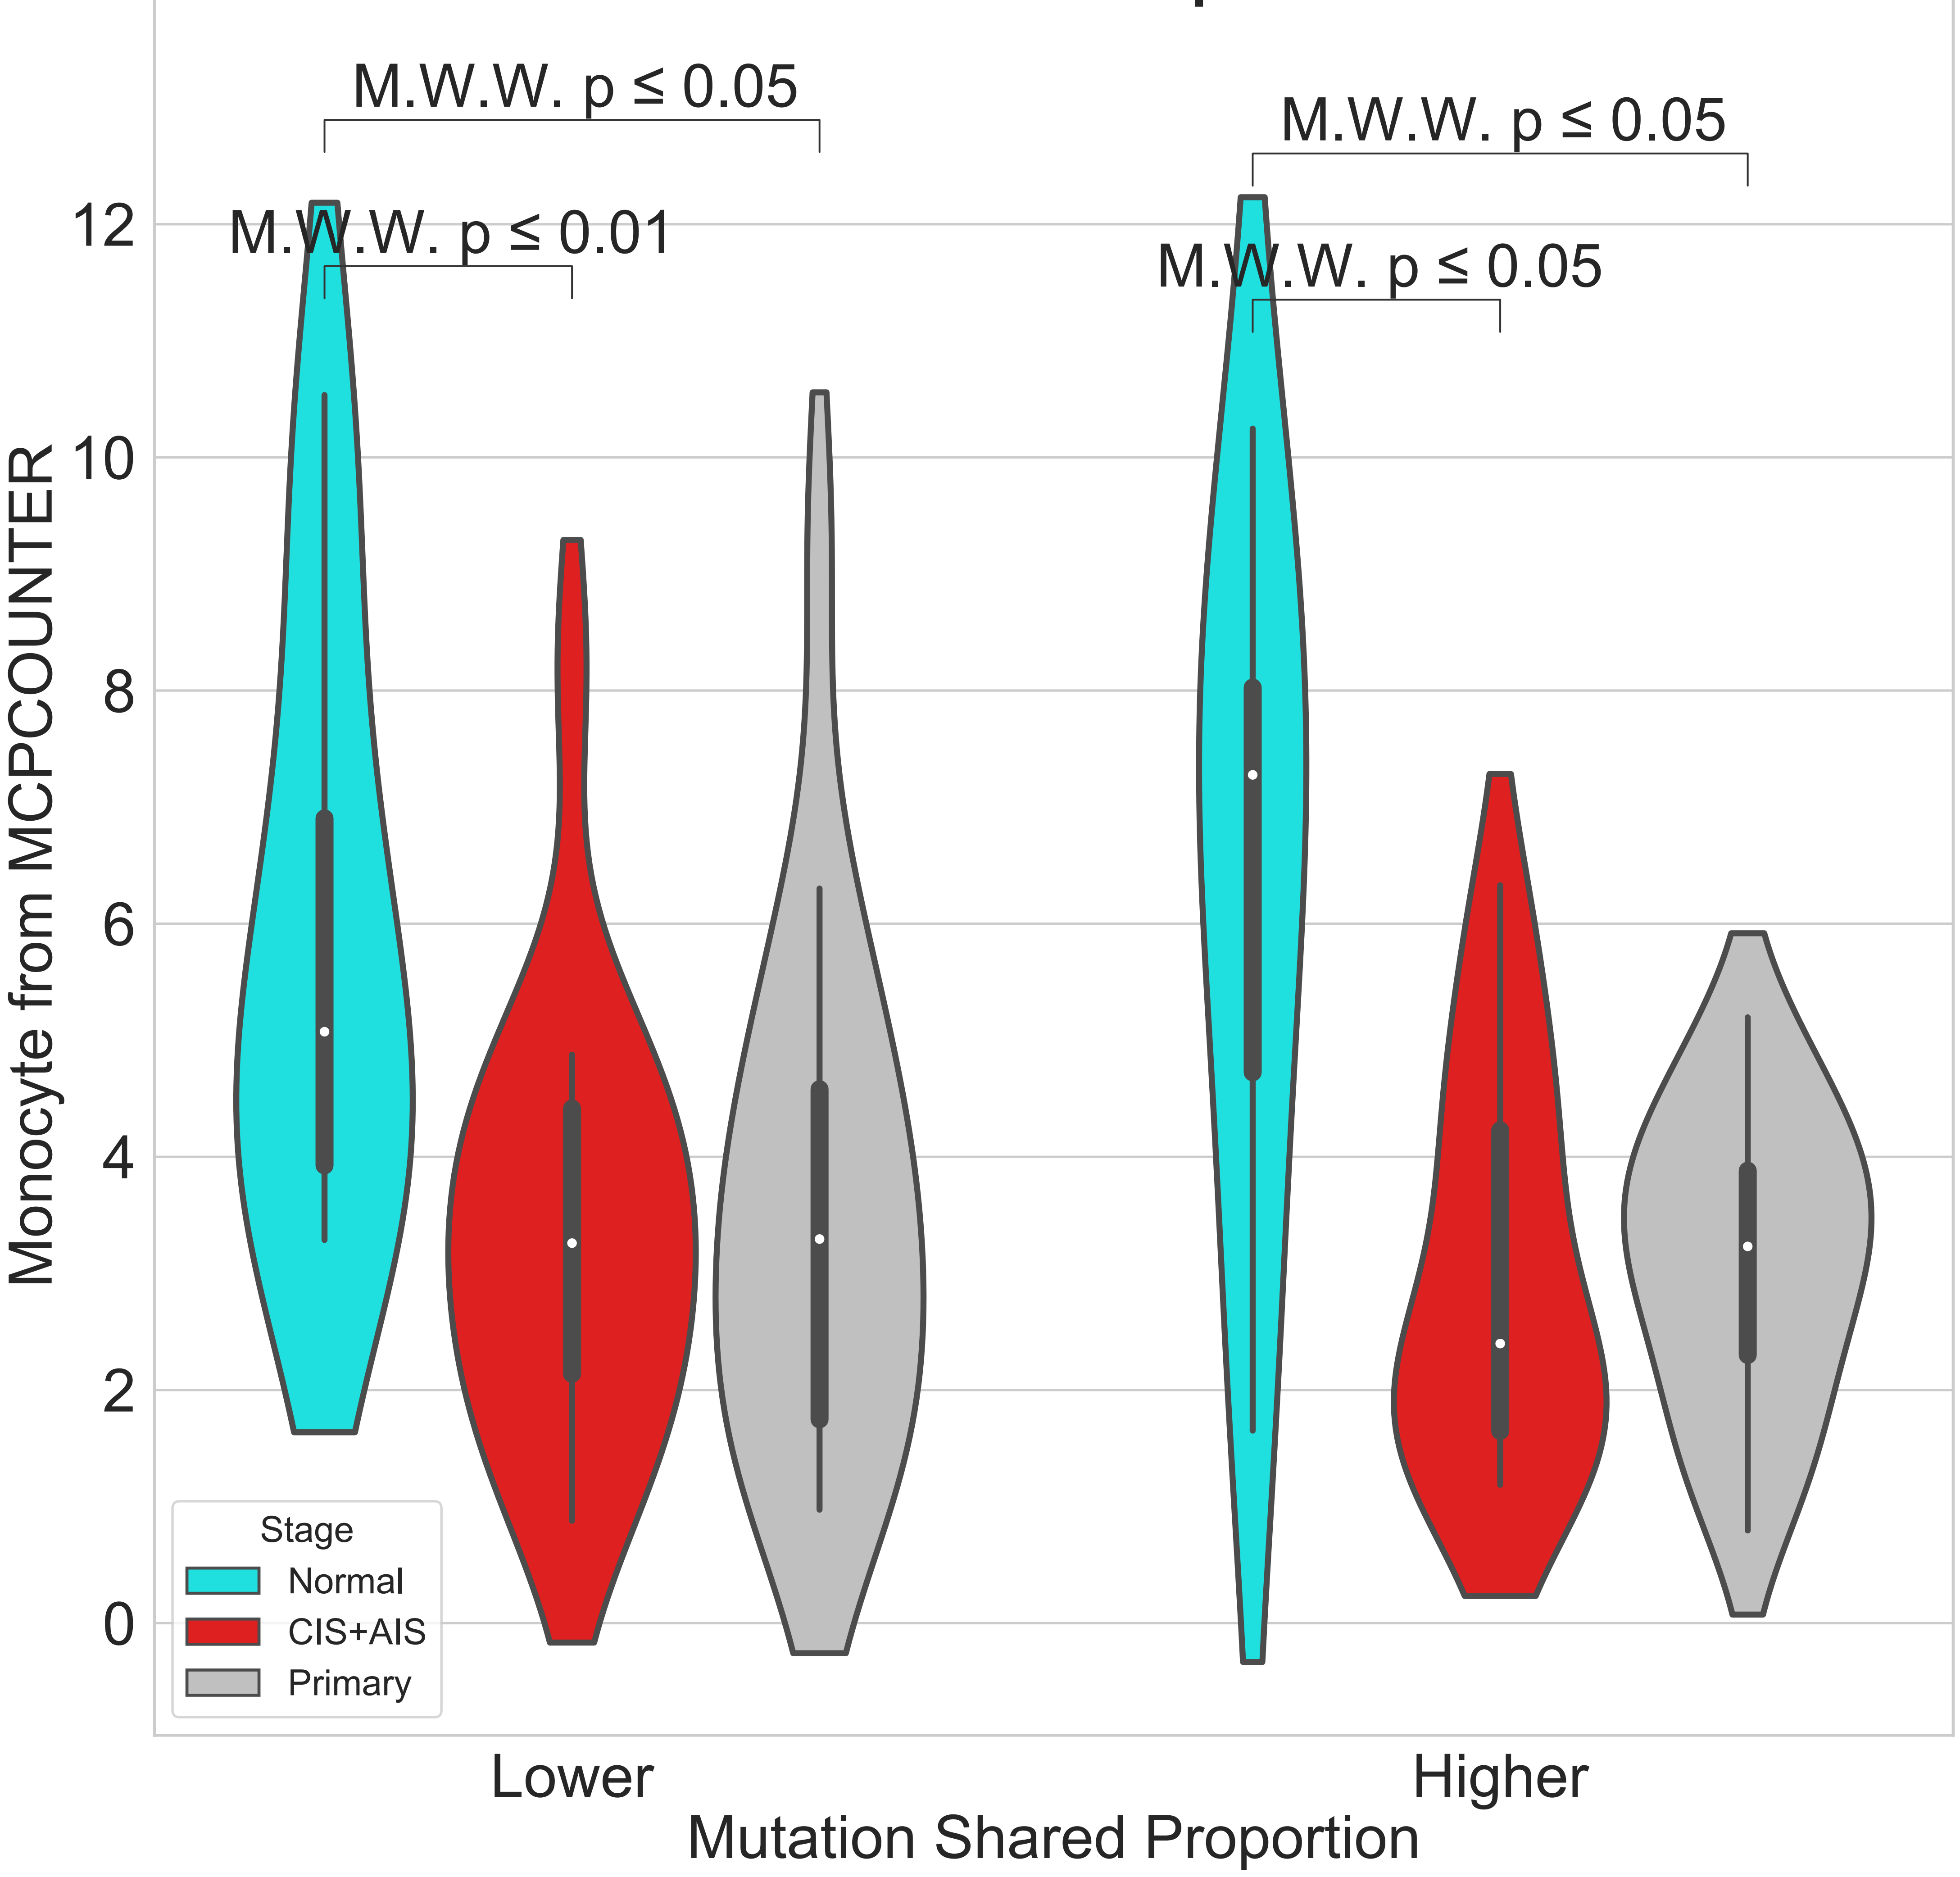 M.W.W. p ≤ 0.05
M.W.W. p ≤ 0.05
M.W.W. p ≤ 0.01
M.W.W. p ≤ 0.05
12
10
8
6
4
2
0
Monocyte from MCPCOUNTER
Stage
Normal
CIS+AIS
Primary
Lower
Higher
Mutation Shared Proportion